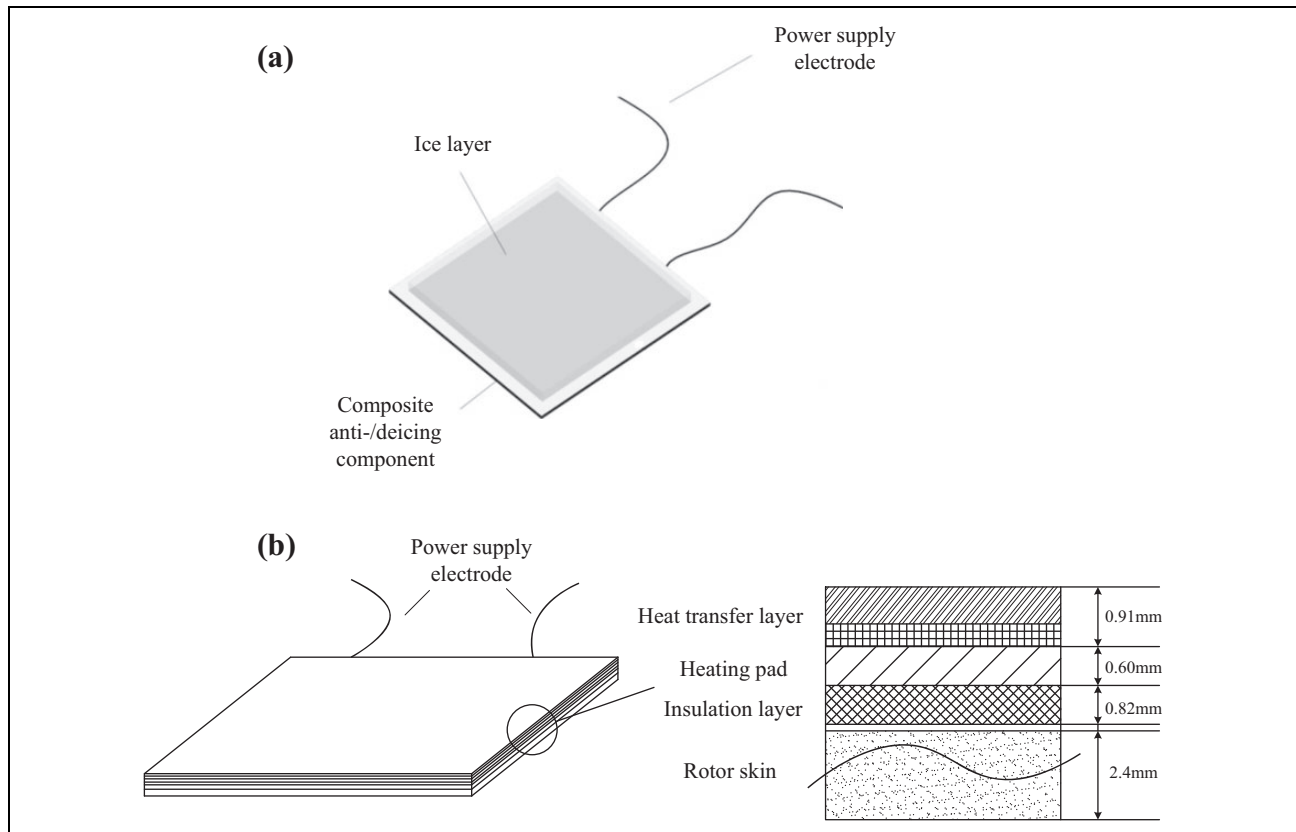 (a)
Power supply
electrode
Ice layer
Composite
anti-/deicing
component
(b)
Power supply
electrode
Heat transfer layer
Heating pad
Insulation layer
Rotor skin
0.91mm
0.60mm
0.82mm
2.4mm